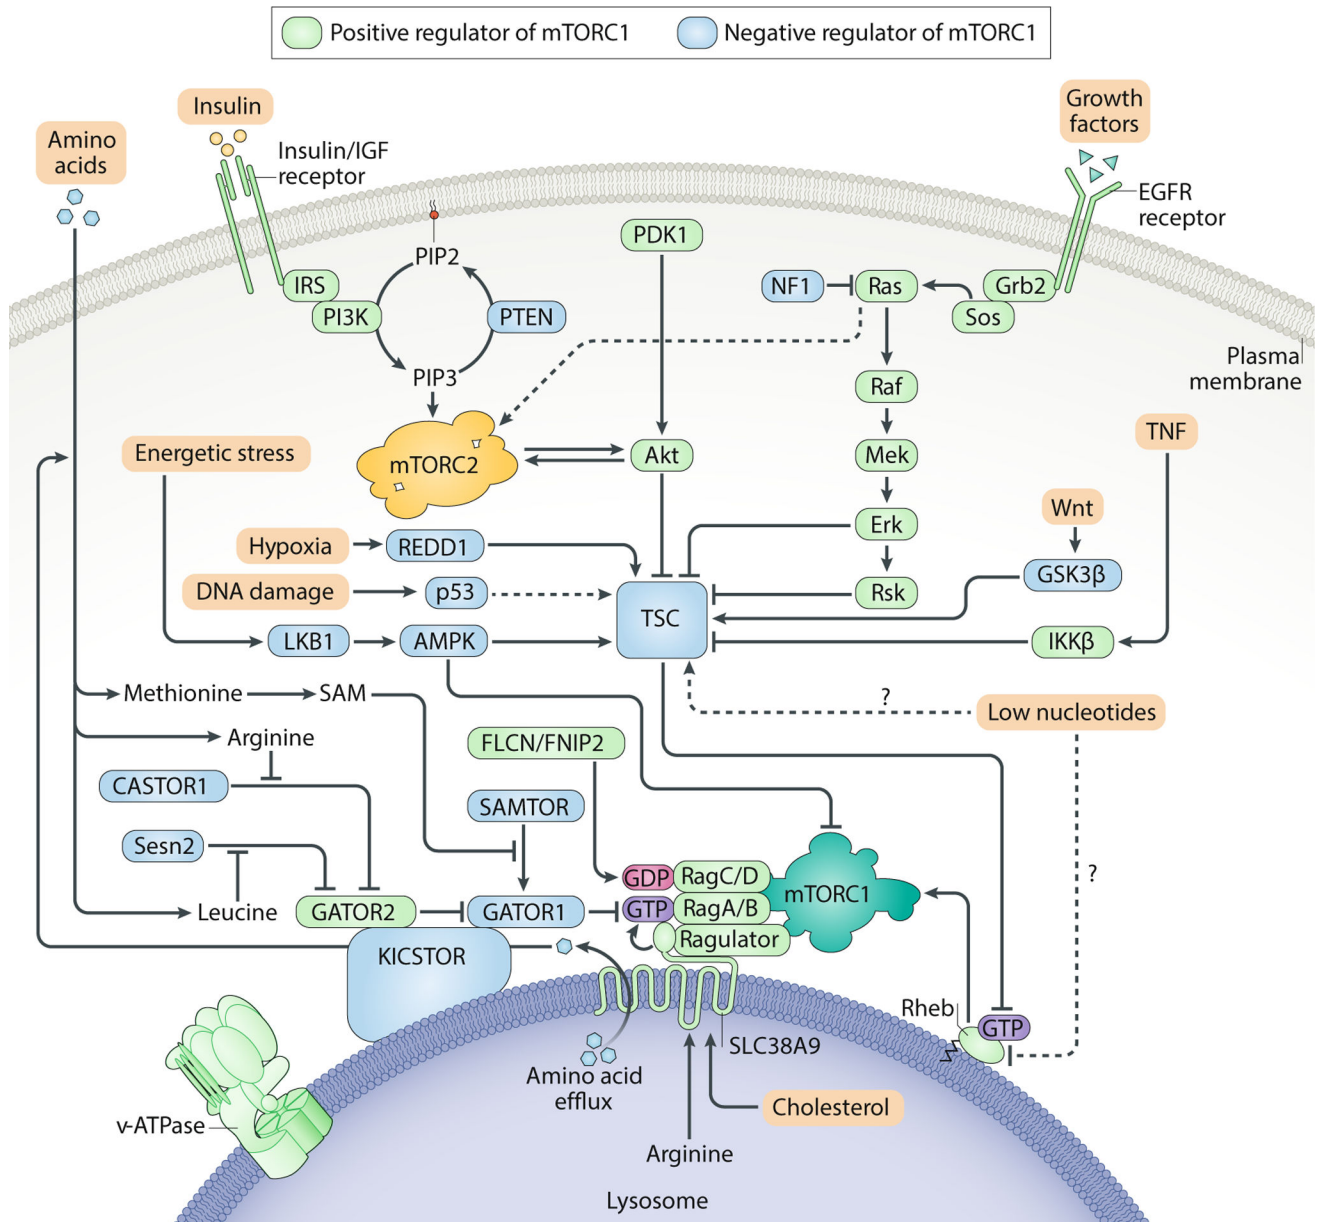 Positive regulator of mTORC1
Negative regulator of mTORC1
Insulin
Growth
factors
Amino
acids
Insulin/IGF
receptor
EGFR
receptor
PIP2
PDK1
IRS
PI3K
PTEN
NF1
Ras
Grb2
Sos
Plasma
membrane
PIP3
Raf
TNF
Energetic stress
mTORC2
Akt
Mek
Wnt
Erk
Hypoxia
REDD1
GSK3β
DNA damage
p53
Rsk
TSC
LKB1
AMPK
IKKβ
Methionine
SAM
?
Low nucleotides
Arginine
FLCN/FNIP2
CASTOR1
SAMTOR
Sesn2
GDP
RagC/D
mTORC1
?
Leucine
GATOR2
GATOR1
GTP
RagA/B
Ragulator
KICSTOR
Rheb
GTP
SLC38A9
Amino acid
efflux
Cholesterol
v-ATPase
Arginine
Lysosome